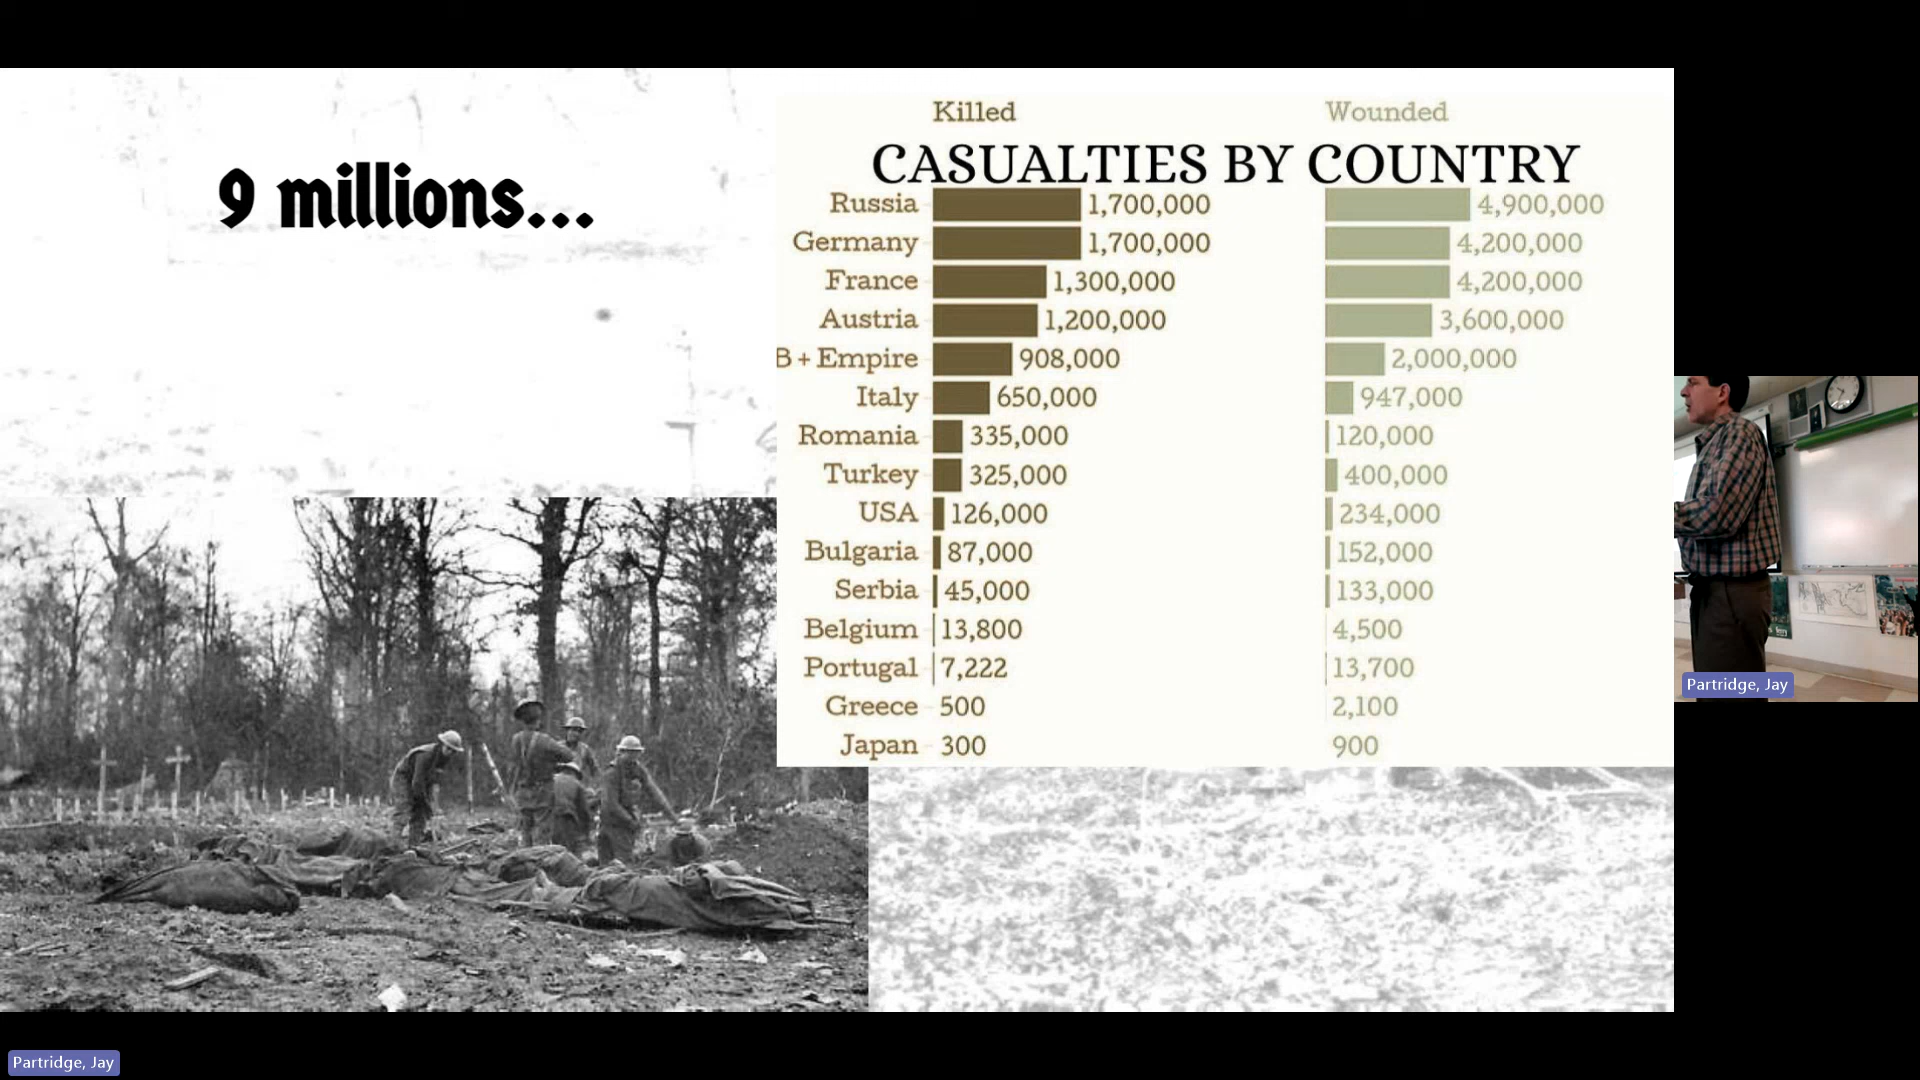 9 millions...
Killed Wounded
CASUALTIES BY COUNTRY
Russia 1,700,000 4,900,000
Germany 1,700,000 4,200,000
France 1,300,000 4,200,000
Austria 1,200,000 3,600,000
B + Empire 908,000 2,000,000
Italy 650,000 947,000
Romania 335,000 120,000
Turkey 325,000 400,000
USA 126,000 234,000
Bulgaria 87,000 152,000
Serbia 45,000 133,000
Belgium 13,800 4,500
Portugal 7,222 13,700
Greece 500 2,100
Japan 300 900
Partridge, Jay
Partridge, Jay